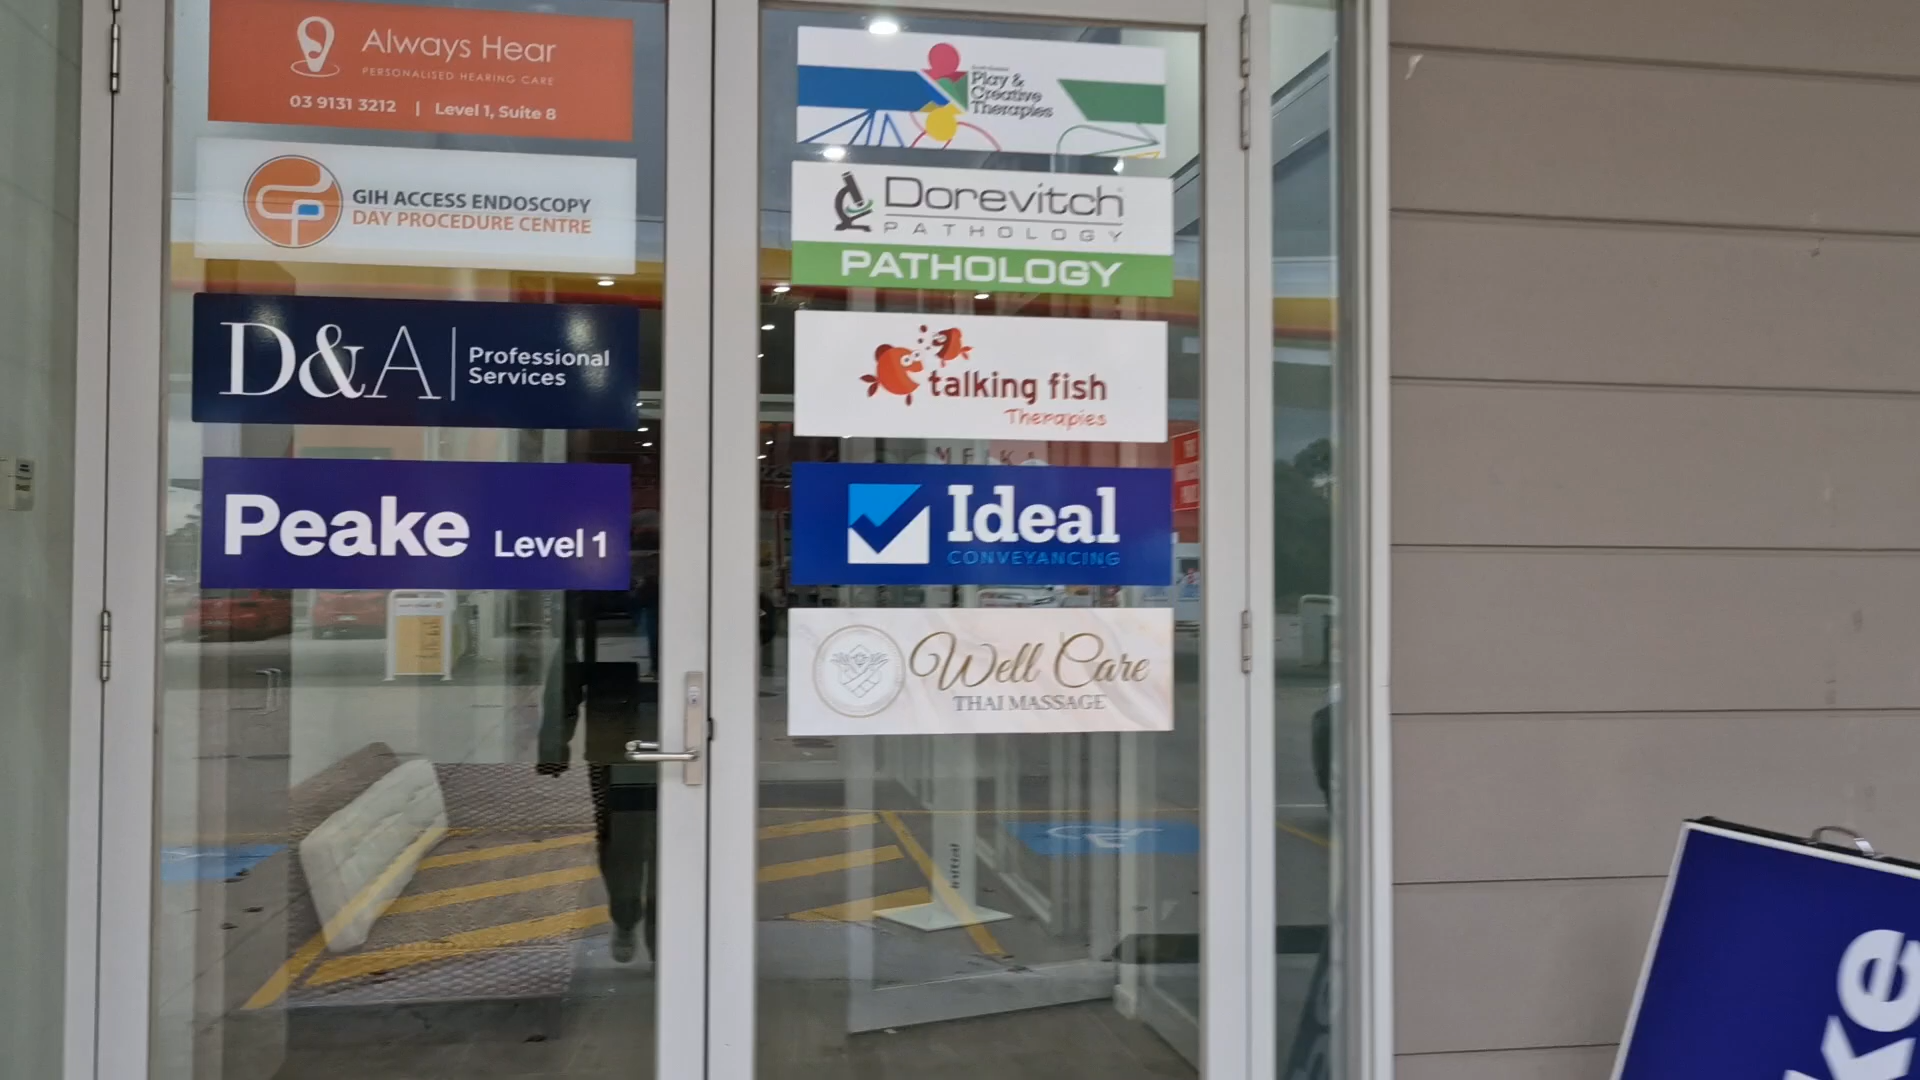 Always Hear
PERSONALISED HEARING CARE
03 9131 3212 | Level 1, Suite 8
GIH ACCESS ENDOSCOPY
DAY PROCEDURE CENTRE
D&A Professional
Services
Peake Level 1
Play &
Creative
Therapies
Dorevitch
PATHOLOGY
PATHOLOGY
talking fish
Therapies
Ideal
CONVEYANCING
Well Care
THAI MASSAGE
initial
ke